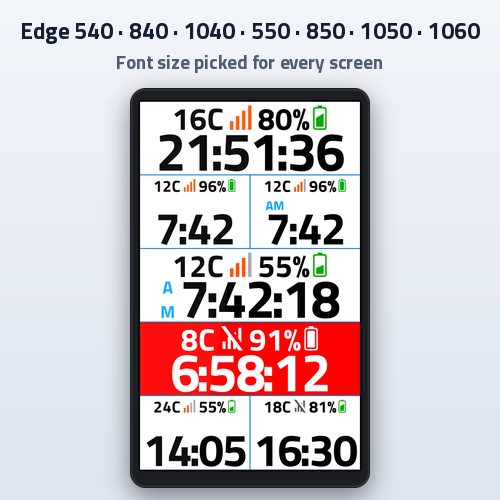 Edge 540 · 840 · 1040 · 550 · 850 · 1050 · 1060
Font size picked for every screen
16C 80%
21:51:36
12C 96% 12C 96%
AM
7:42 7:42
12C 55%
AM 7:42:18
8C 91%
6:58:12
24C 55% 18C 81%
14:05 16:30